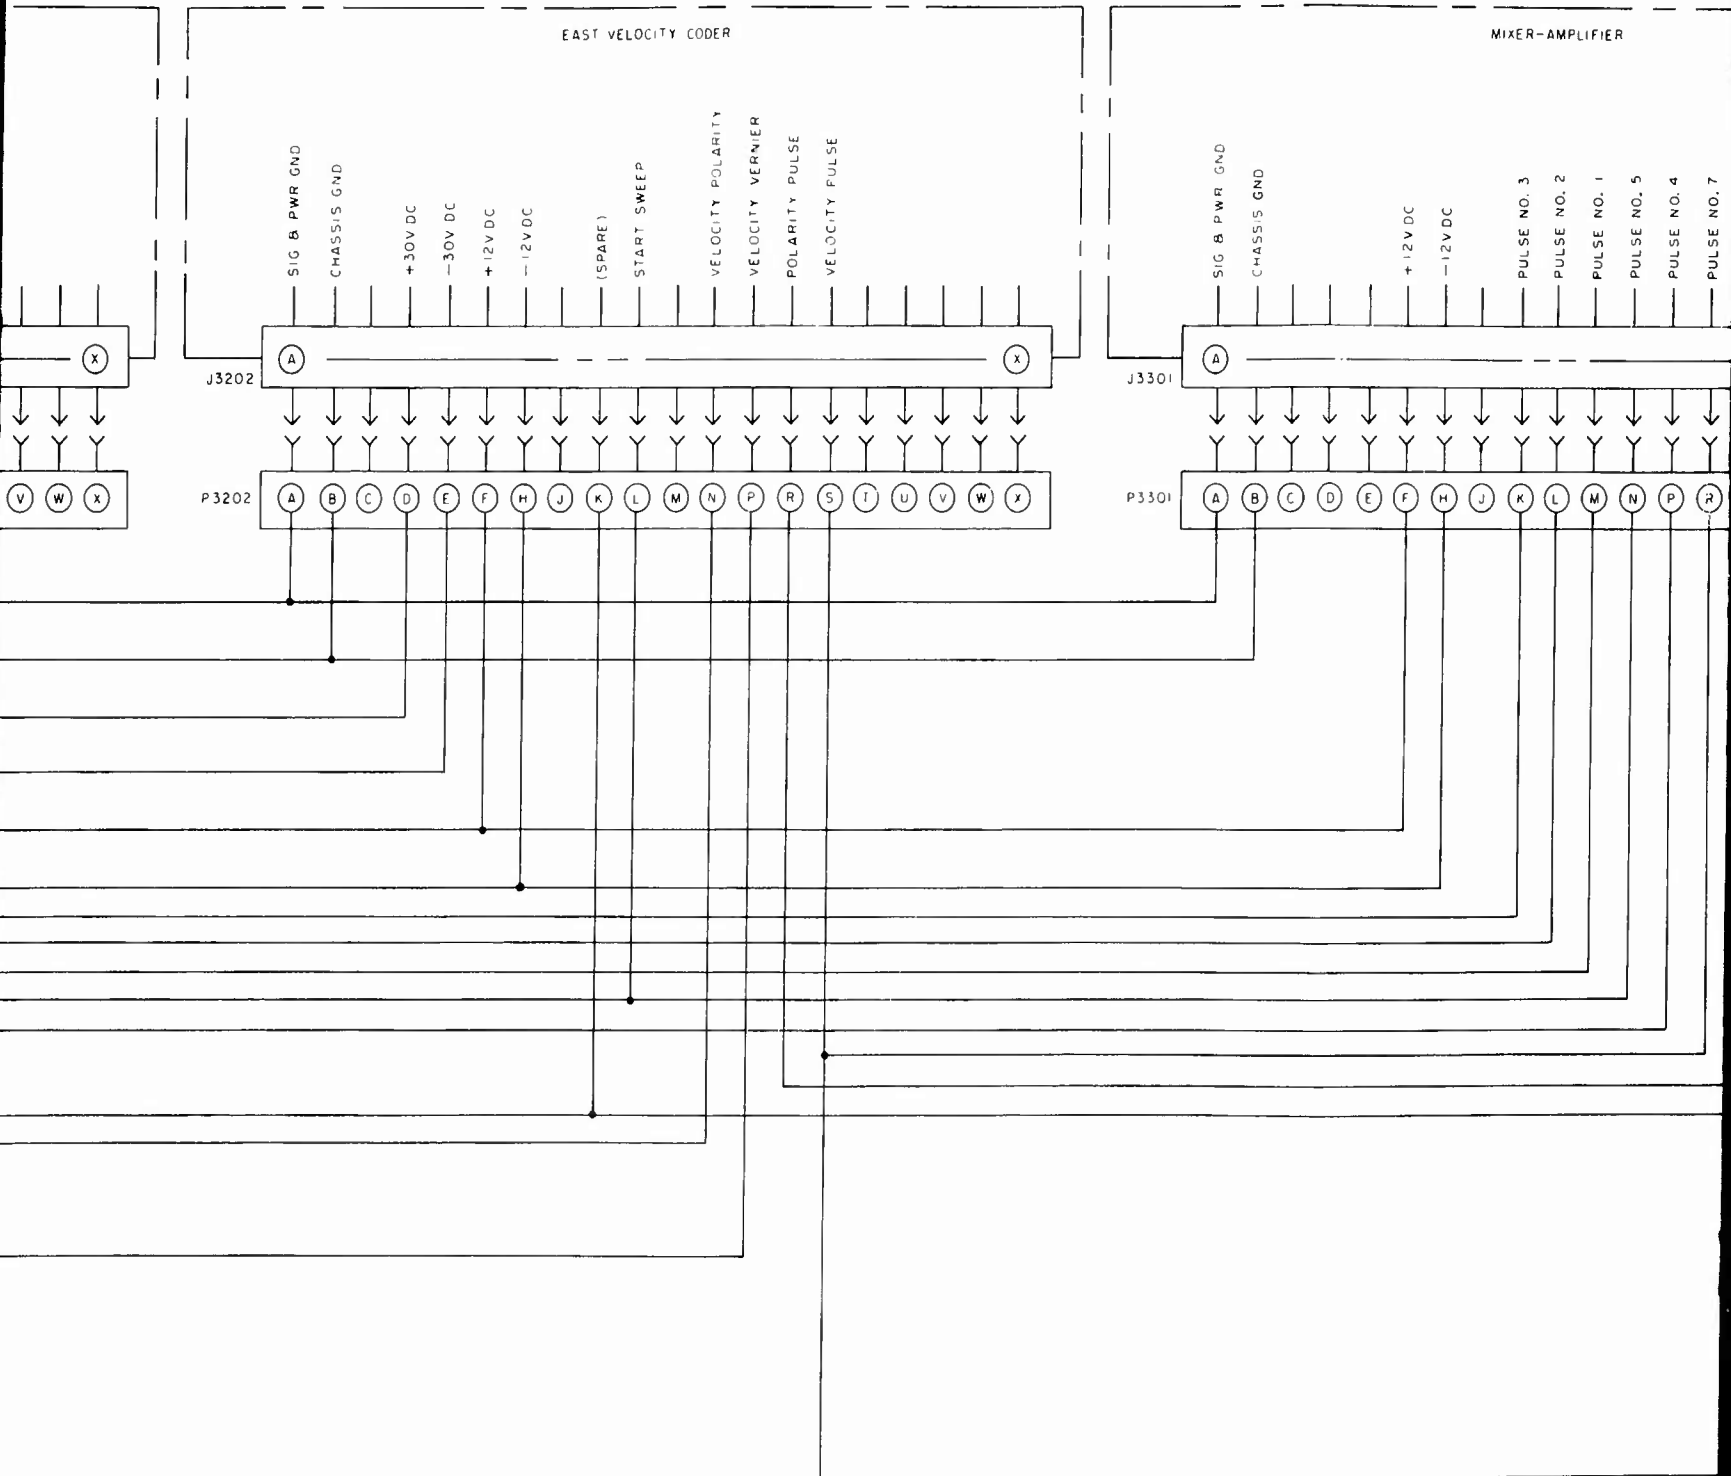 EAST VELOCITY CODER
MIXER-AMPLIFIER
SIG & PWR GND
CHASSIS GND
+30V DC
-30V DC
+12V DC
-12V DC
(SPARE)
START SWEEP
VELOCITY POLARITY
VELOCITY VERNIER
POLARITY PULSE
VELOCITY PULSE
SIG & PWR GND
CHASSIS GND
+12V DC
-12V DC
PULSE NO. 3
PULSE NO. 2
PULSE NO. 1
PULSE NO. 5
PULSE NO. 4
PULSE NO. 7
X
A
X
A
J3202
J3301
V W X
P3202
A B C D E F H J K L M N P R S T U V W X
P3301
A B C D E F H J K L M N P R